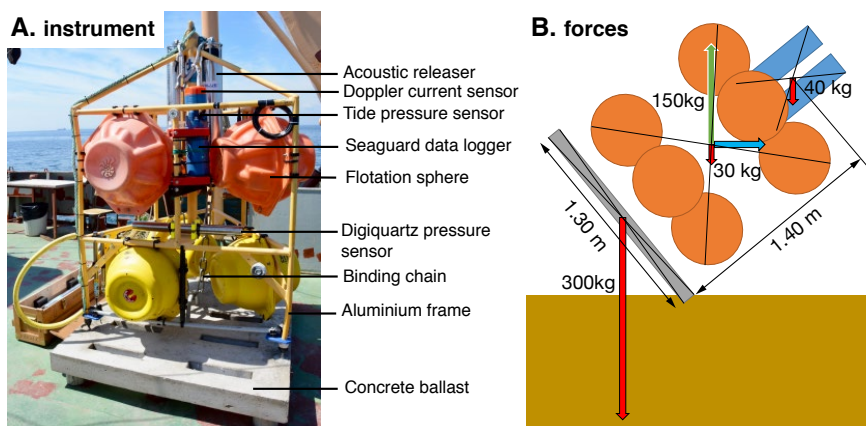 A. instrument
Acoustic releaser
Doppler current sensor
Tide pressure sensor
Seaguard data logger
Flotation sphere
Digiquartz pressure
sensor
Binding chain
Aluminium frame
Concrete ballast
B. forces
150kg
40 kg
30 kg
1.30 m
1.40 m
300kg